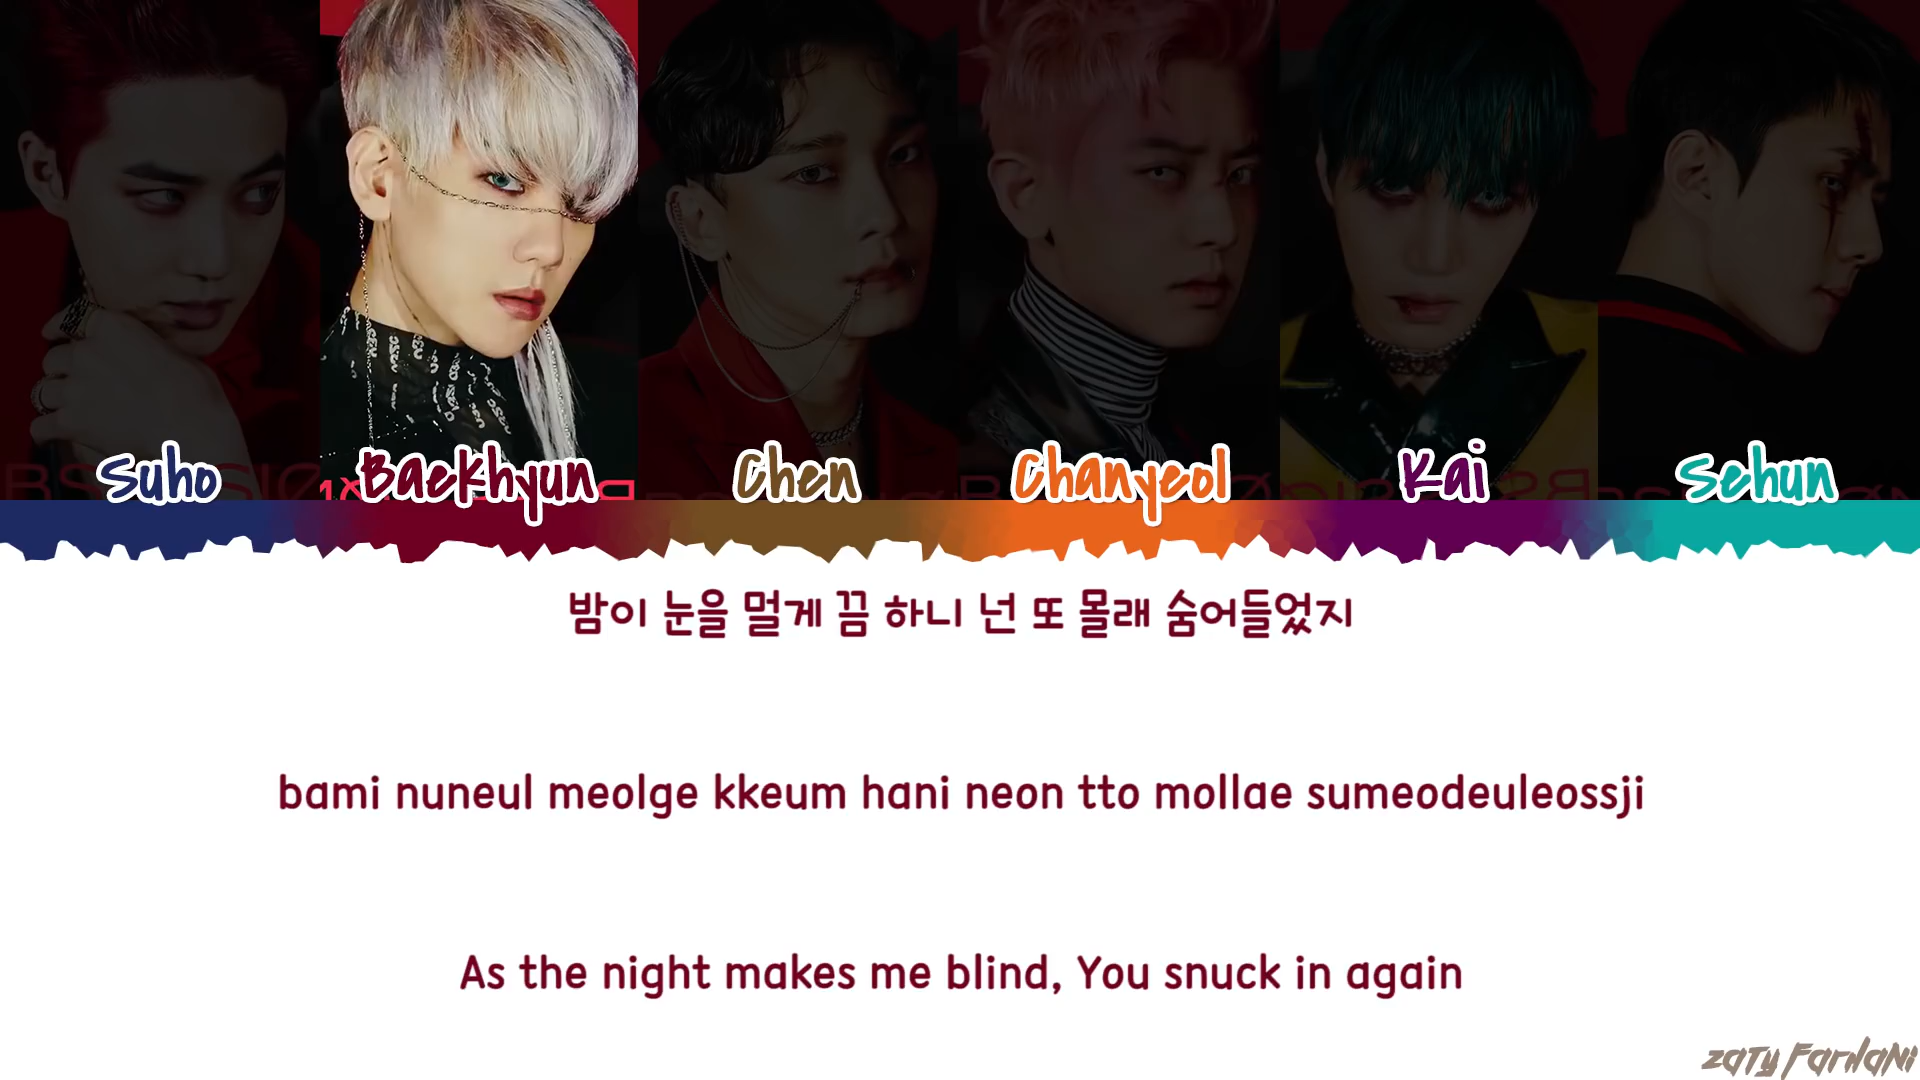 Suho Baekhyun Chen Chanyeol Kai Sehun
밤이 눈을 멀게 끔 하니 넌 또 몰래 숨어들었지
bami nuneul meolge kkeum hani neon tto mollae sumeodeuleossji
As the night makes me blind, You snuck in again
zaty Farhani